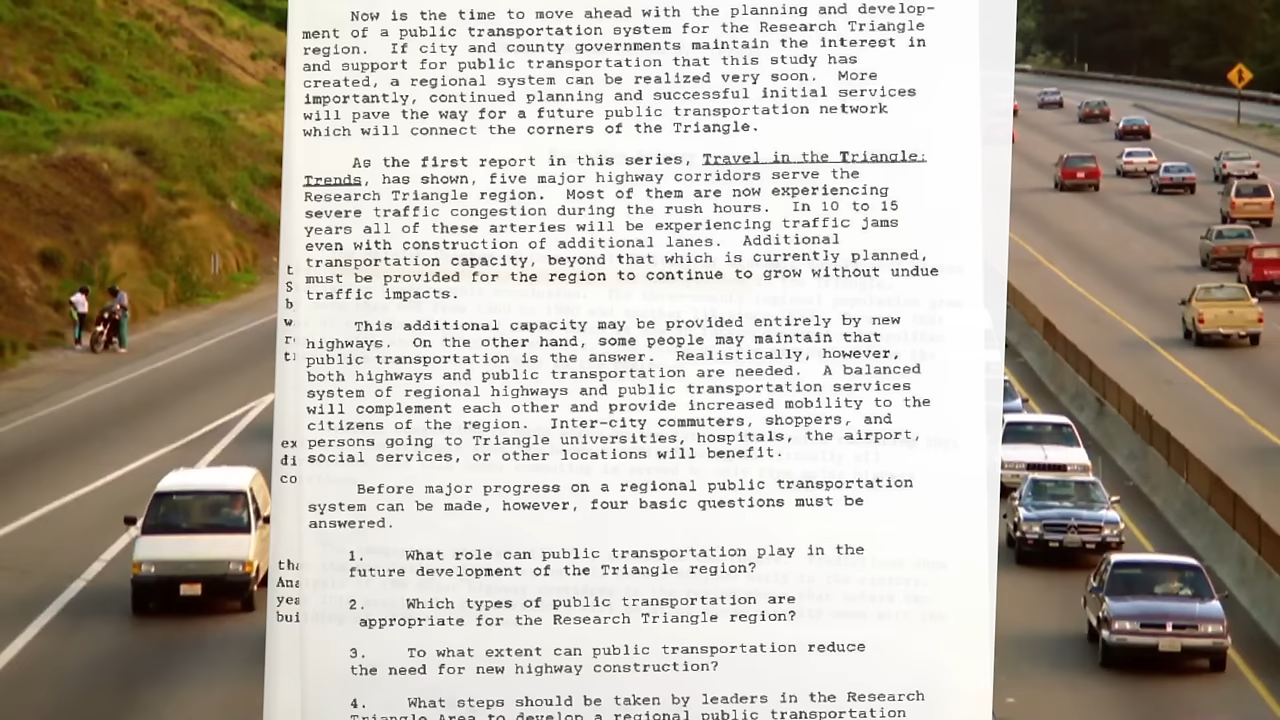 Now is the time to move ahead with the planning and develop-
ment of a public transportation system for the Research Triangle
region. If city and county governments maintain the interest in
and support for public transportation that this study has
created, a regional system can be realized very soon. More
importantly, continued planning and successful initial services
will pave the way for a future public transportation network
which will connect the corners of the Triangle.
As the first report in this series, Travel in the Triangle:
Trends, has shown, five major highway corridors serve the
Research Triangle region. Most of them are now experiencing
severe traffic congestion during the rush hours. In 10 to 15
years all of these arteries will be experiencing traffic jams
even with construction of additional lanes. Additional
transportation capacity, beyond that which is currently planned,
must be provided for the region to continue to grow without undue
traffic impacts.
This additional capacity may be provided entirely by new
highways. On the other hand, some people may maintain that
public transportation is the answer. Realistically, however,
both highways and public transportation are needed. A balanced
system of regional highways and public transportation services
will complement each other and provide increased mobility to the
citizens of the region. Inter-city commuters, shoppers, and
persons going to Triangle universities, hospitals, the airport,
social services, or other locations will benefit.
Before major progress on a regional public transportation
system can be made, however, four basic questions must be
answered.
1. What role can public transportation play in the
future development of the Triangle region?
2. Which types of public transportation are
appropriate for the Research Triangle region?
3. To what extent can public transportation reduce
the need for new highway construction?
4. What steps should be taken by leaders in the Research
Triangle Area to develop a regional public transportation